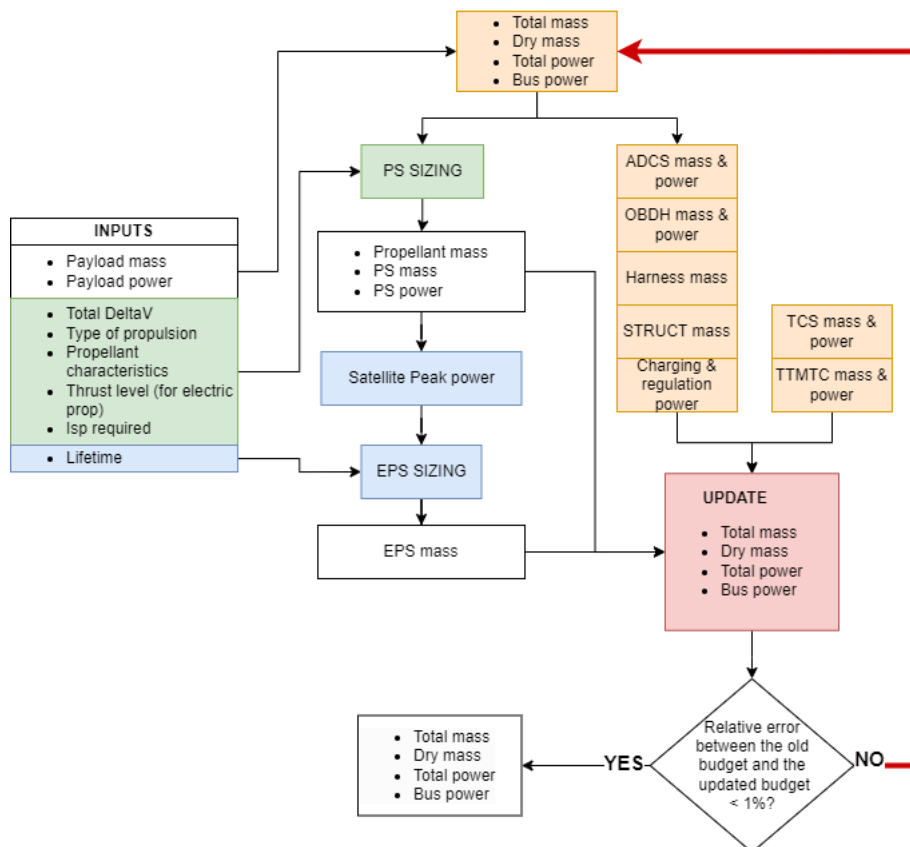 • Total mass
• Dry mass
• Total power
• Bus power
PS SIZING
ADCS mass &
power
OBDH mass &
power
Harness mass
STRUCT mass
Charging &
regulation
power
TCS mass &
power
TTMTC mass &
power
INPUTS
• Payload mass
• Payload power
• Total DeltaV
• Type of propulsion
• Propellant
characteristics
• Thrust level (for electric
prop)
• Isp required
• Lifetime
• Propellant mass
• PS mass
• PS power
Satellite Peak power
EPS SIZING
EPS mass
UPDATE
• Total mass
• Dry mass
• Total power
• Bus power
Relative error
between the old
budget and the
updated budget
< 1%?
YES
NO
• Total mass
• Dry mass
• Total power
• Bus power